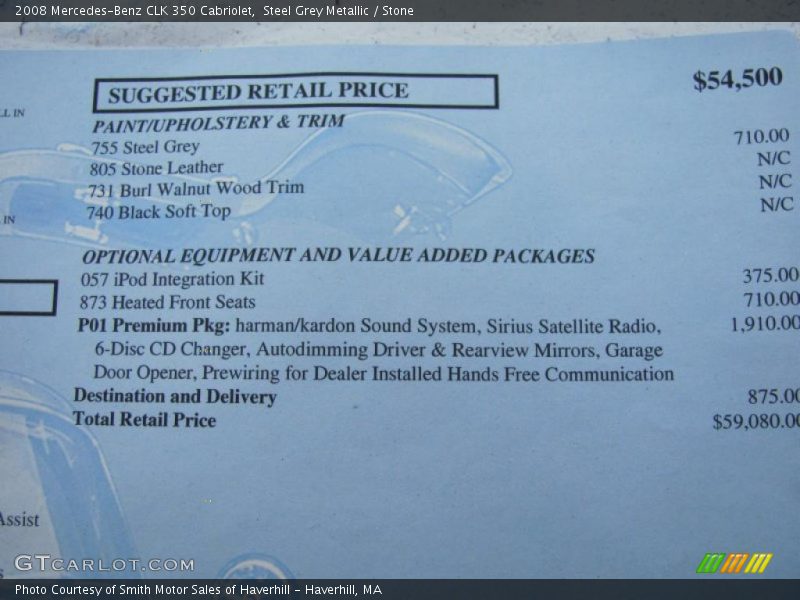 2008 Mercedes-Benz CLK 350 Cabriolet, Steel Grey Metallic / Stone
SUGGESTED RETAIL PRICE $54,500
PAINT/UPHOLSTERY & TRIM
755 Steel Grey 710.00
805 Stone Leather N/C
731 Burl Walnut Wood Trim N/C
740 Black Soft Top N/C
IN
IN
OPTIONAL EQUIPMENT AND VALUE ADDED PACKAGES
057 iPod Integration Kit 375.00
873 Heated Front Seats 710.00
P01 Premium Pkg: harman/kardon Sound System, Sirius Satellite Radio, 1,910.00
6-Disc CD Changer, Autodimming Driver & Rearview Mirrors, Garage
Door Opener, Prewiring for Dealer Installed Hands Free Communication
Destination and Delivery 875.00
Total Retail Price $59,080.00
Assist
GTCARLOT.COM
Photo Courtesy of Smith Motor Sales of Haverhill - Haverhill, MA